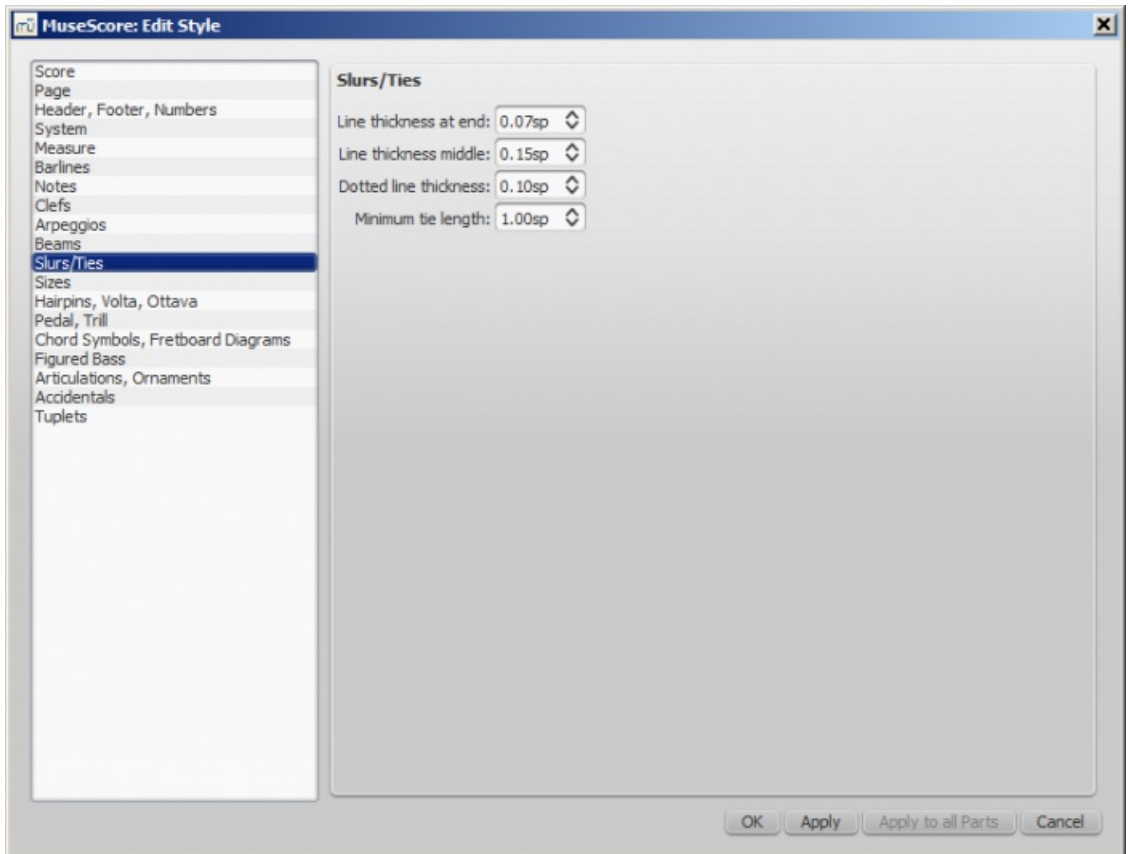 MuseScore: Edit Style
Score
Page
Header, Footer, Numbers
System
Measure
Barlines
Notes
Clefs
Arpeggios
Beams
Slurs/Ties
Sizes
Hairpins, Volta, Ottava
Pedal, Trill
Chord Symbols, Fretboard Diagrams
Figured Bass
Articulations, Ornaments
Accidentals
Tuplets
Slurs/Ties
Line thickness at end: 0.07sp
Line thickness middle: 0.15sp
Dotted line thickness: 0.10sp
Minimum tie length: 1.00sp
OK Apply Apply to all Parts Cancel